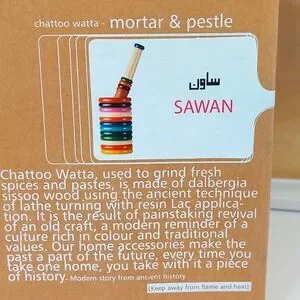 chattoo watta - mortar & pestle
ساون
SAWAN
Chattoo Watta, used to grind fresh
spices and pastes, is made of dalbergia
sissoo wood using the ancient technique
of lathe turning with resin Lac applica-
tion. It is the result of painstaking revival
of an old craft, a modern reminder of a
culture rich in colour and traditional
values. Our home accessories make the
past a part of the future, every time you
take one home, you take with it a piece
of history. Modern story from ancient history
(Keep away from flame and heat)